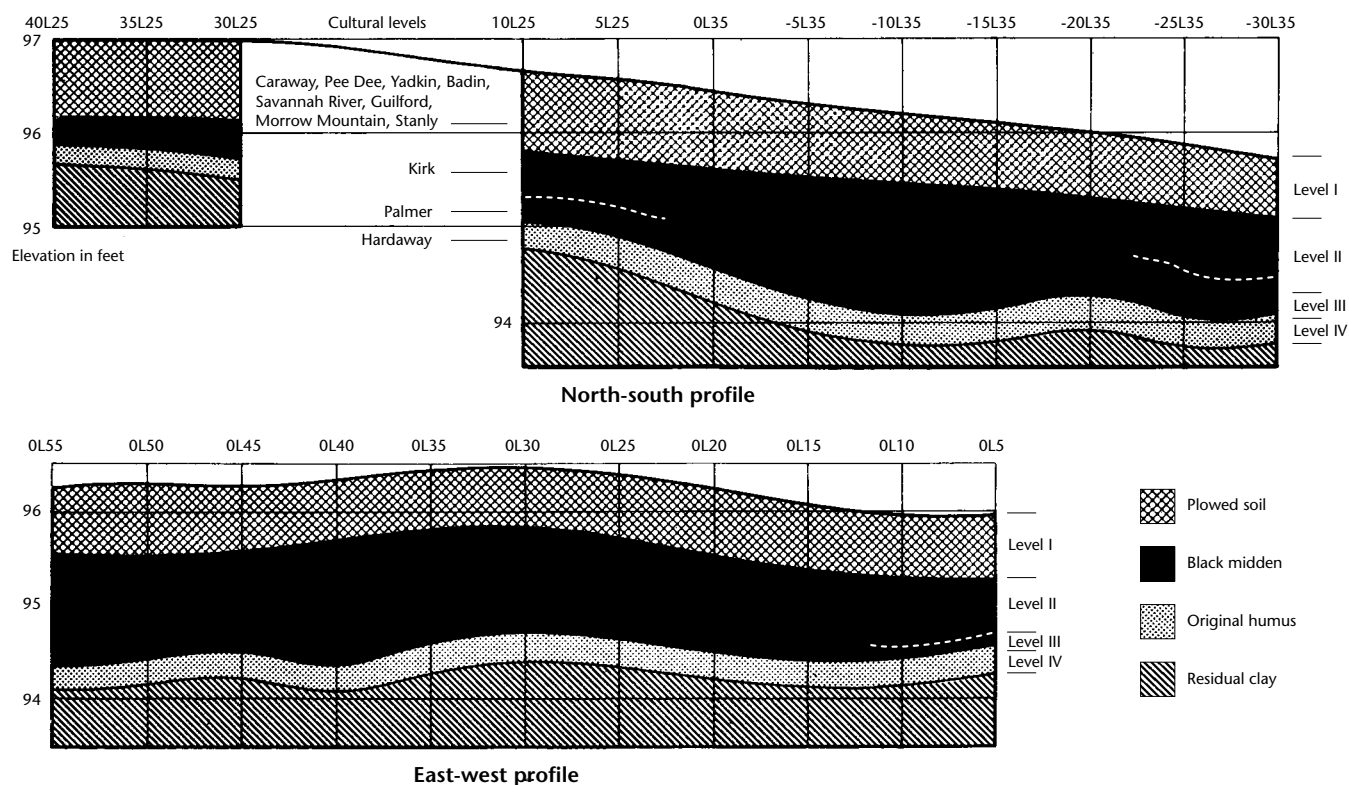 40L25 35L25 30L25 Cultural levels 10L25 5L25 0L35 -5L35 -10L35 -15L35 -20L35 -25L35 -30L35
97
Caraway, Pee Dee, Yadkin, Badin,
Savannah River, Guilford,
Morrow Mountain, Stanly
96
Kirk
Level I
Palmer
95
Hardaway
Elevation in feet
Level II
Level III
94
Level IV
North-south profile
0L55 0L50 0L45 0L40 0L35 0L30 0L25 0L20 0L15 0L10 0L5
96
Level I
95
Level II
Level III
Level IV
94
East-west profile
Plowed soil
Black midden
Original humus
Residual clay